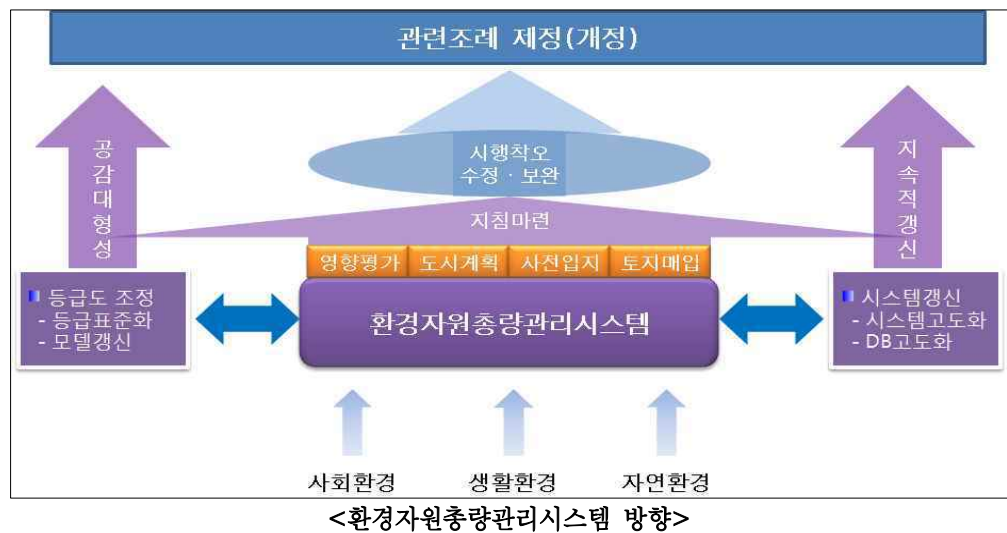 관련조례 제정(개정)
공감대형성
시행착오
수정 · 보완
지속적갱신
지침마련
영향평가 도시계획 사전입지 토지매입
등급도 조정
- 등급표준화
- 모델갱신
환경자원총량관리시스템
시스템갱신
- 시스템고도화
- DB고도화
사회환경 생활환경 자연환경
<환경자원총량관리시스템 방향>